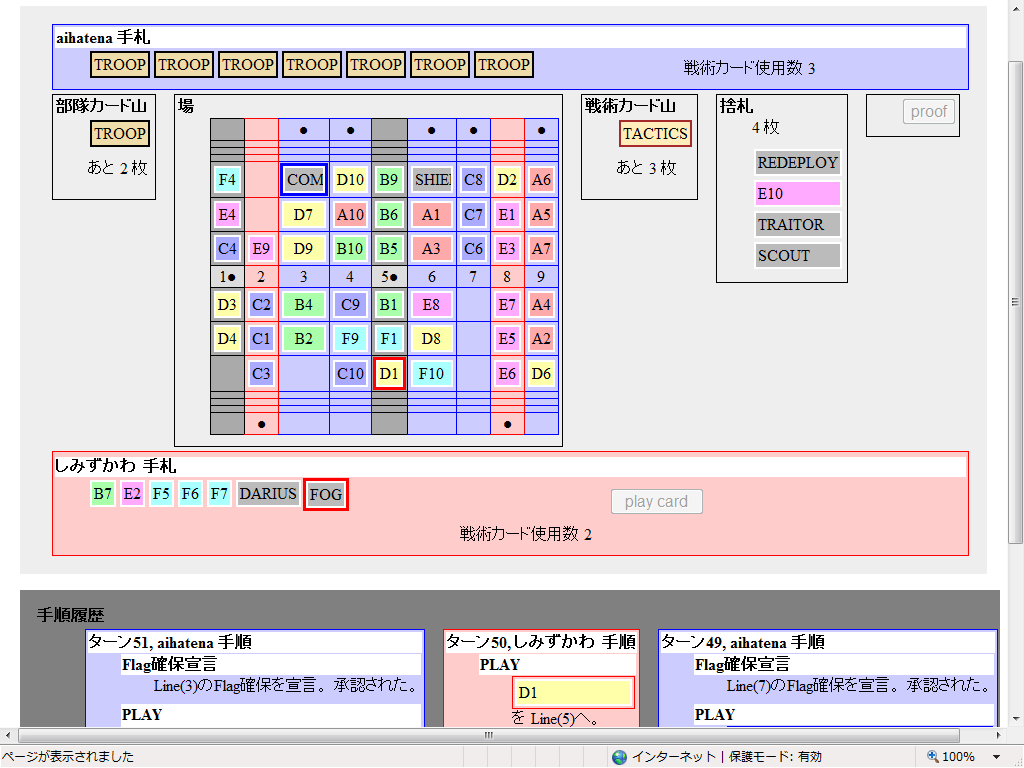 aihatena 手札
TROOP TROOP TROOP TROOP TROOP TROOP TROOP
戦術カード使用数 3
部隊カード山
TROOP
あと 2 枚
場
● ● ● ● ●
F4 COM D10 B9 SHIE C8 D2 A6
E4 D7 A10 B6 A1 C7 E1 A5
C4 E9 D9 B10 B5 A3 C6 E3 A7
1● 2 3 4 5● 6 7 8 9
D3 C2 B4 C9 B1 E8 E7 A4
D4 C1 B2 F9 F1 D8 E5 A2
C3 C10 D1 F10 E6 D6
● ●
戦術カード山
TACTICS
あと 3 枚
捨札
4 枚
REDEPLOY
E10
TRAITOR
SCOUT
proof
しみずかわ 手札
B7 E2 F5 F6 F7 DARIUS FOG
play card
戦術カード使用数 2
手順履歴
ターン51, aihatena 手順
Flag確保宣言
Line(3)のFlag確保を宣言。承認された。
PLAY
ターン50,しみずかわ 手順
PLAY
D1
を Line(5)へ。
ターン49, aihatena 手順
Flag確保宣言
Line(7)のFlag確保を宣言。承認された。
PLAY
ページが表示されました
インターネット | 保護モード: 有効
100%